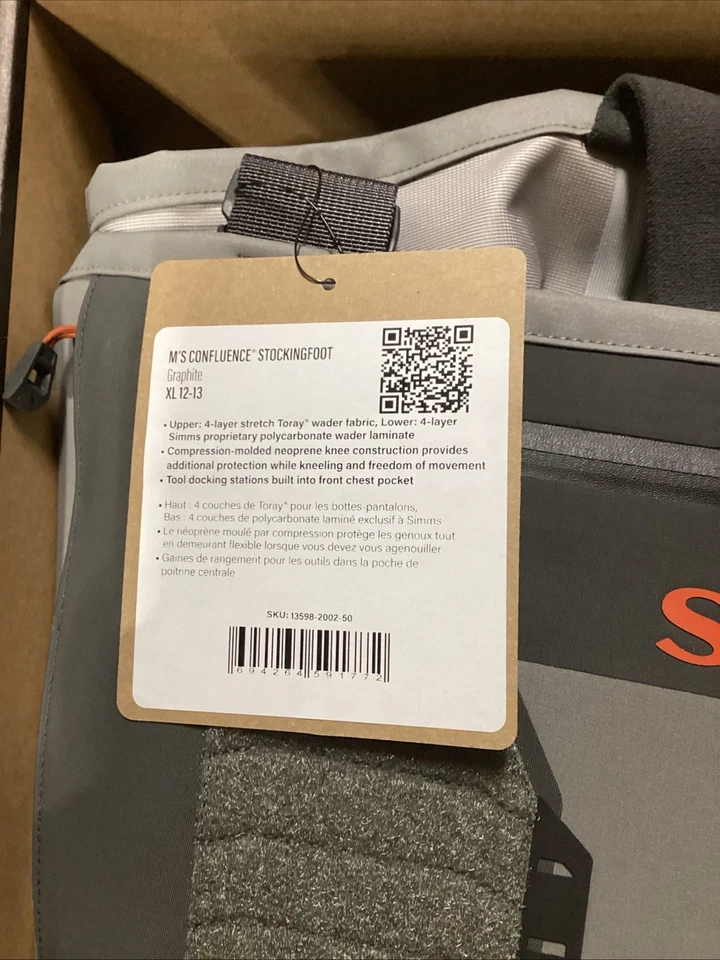 M'S CONFLUENCE® STOCKINGFOOT
Graphite
XL 12-13
• Upper: 4-layer stretch Toray® wader fabric, Lower: 4-layer
Simms proprietary polycarbonate wader laminate
• Compression-molded neoprene knee construction provides
additional protection while kneeling and freedom of movement
• Tool docking stations built into front chest pocket
• Haut : 4 couches de Toray® pour les bottes-pantalons,
Bas : 4 couches de polycarbonate laminé exclusif à Simms
• Le néoprène moulé par compression protège les genoux tout
en demeurant flexible lorsque vous devez vous agenouiller
• Gaines de rangement pour les outils dans la poche de
poitrine centrale
SKU: 13598-2002-50
6 94264 59177 2
S